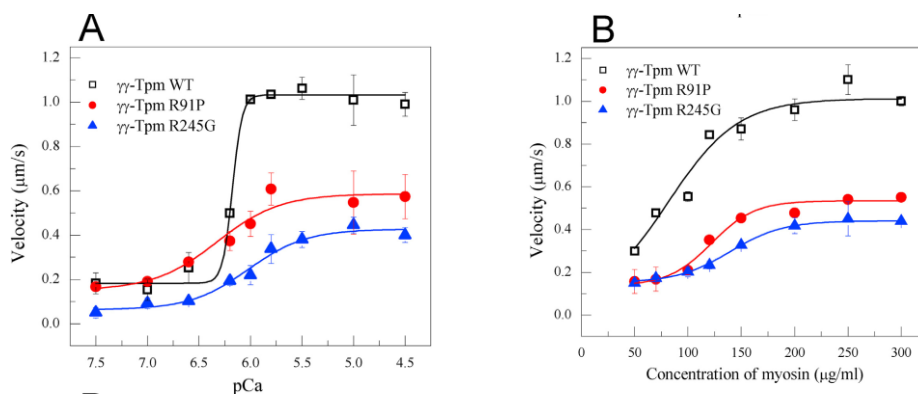 A
γγ-Tpm WT
γγ-Tpm R91P
γγ-Tpm R245G
Velocity (μm/s)
1.2
1.0
0.8
0.6
0.4
0.2
0.0
7.5 7.0 6.5 6.0 5.5 5.0 4.5
pCa
B
γγ-Tpm WT
γγ-Tpm R91P
γγ-Tpm R245G
Velocity (μm/s)
1.2
1.0
0.8
0.6
0.4
0.2
0.0
0 50 100 150 200 250 300
Concentration of myosin (μg/ml)